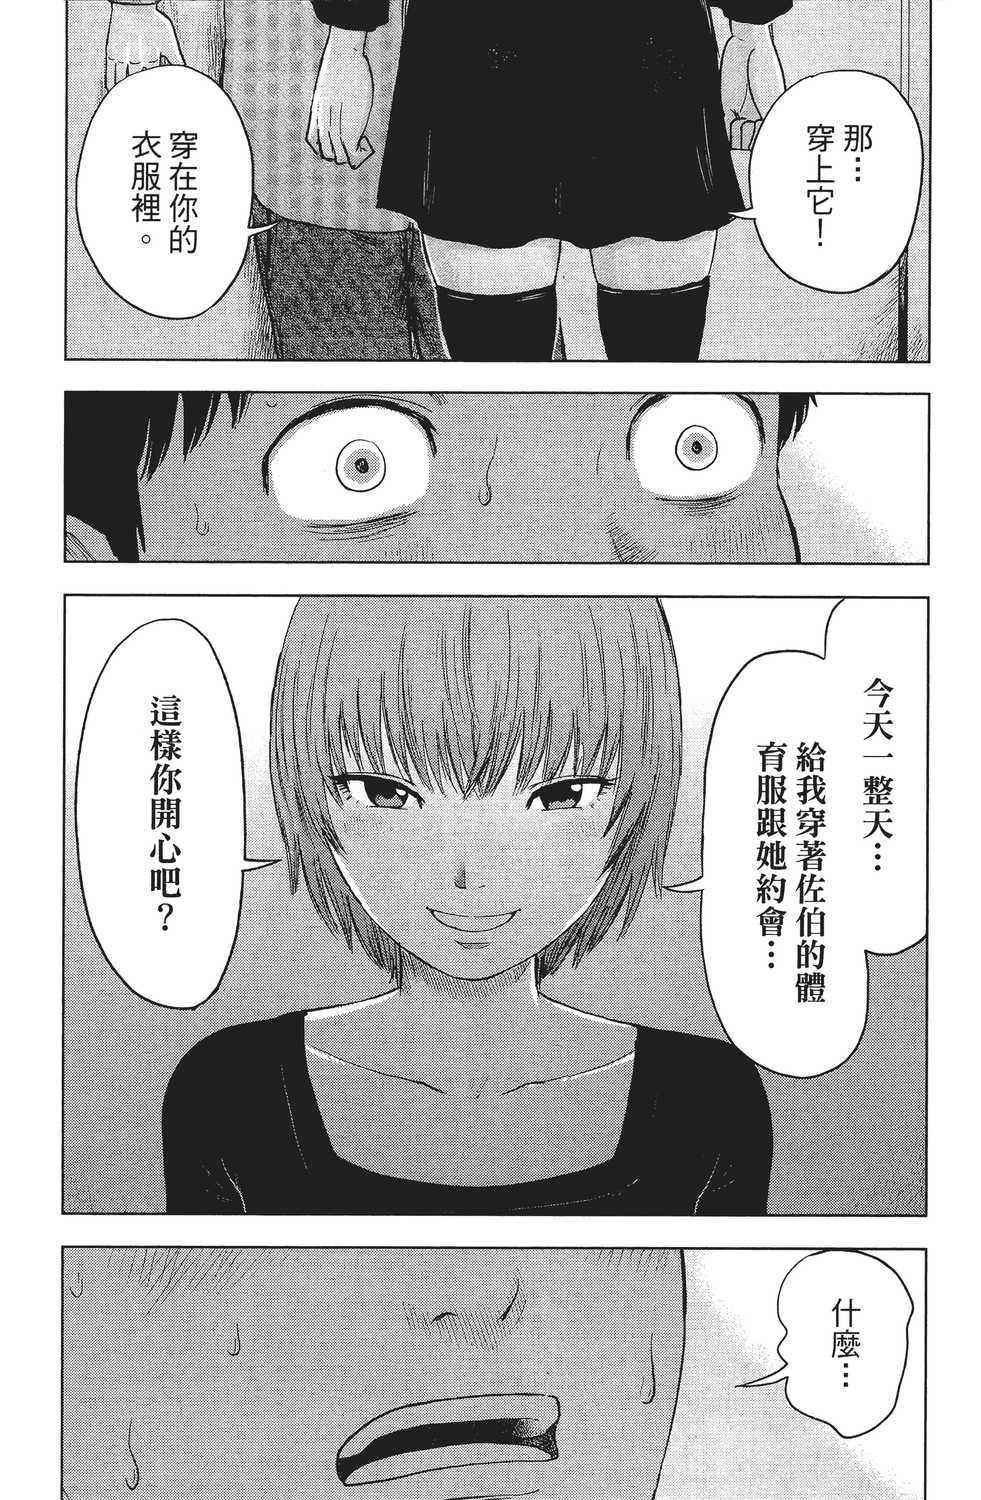 那…
穿上它！
穿在你的
衣服裡。
今天一整天…
給我穿著佐伯的體
育服跟她約會…
這樣你開心吧？
什麼…